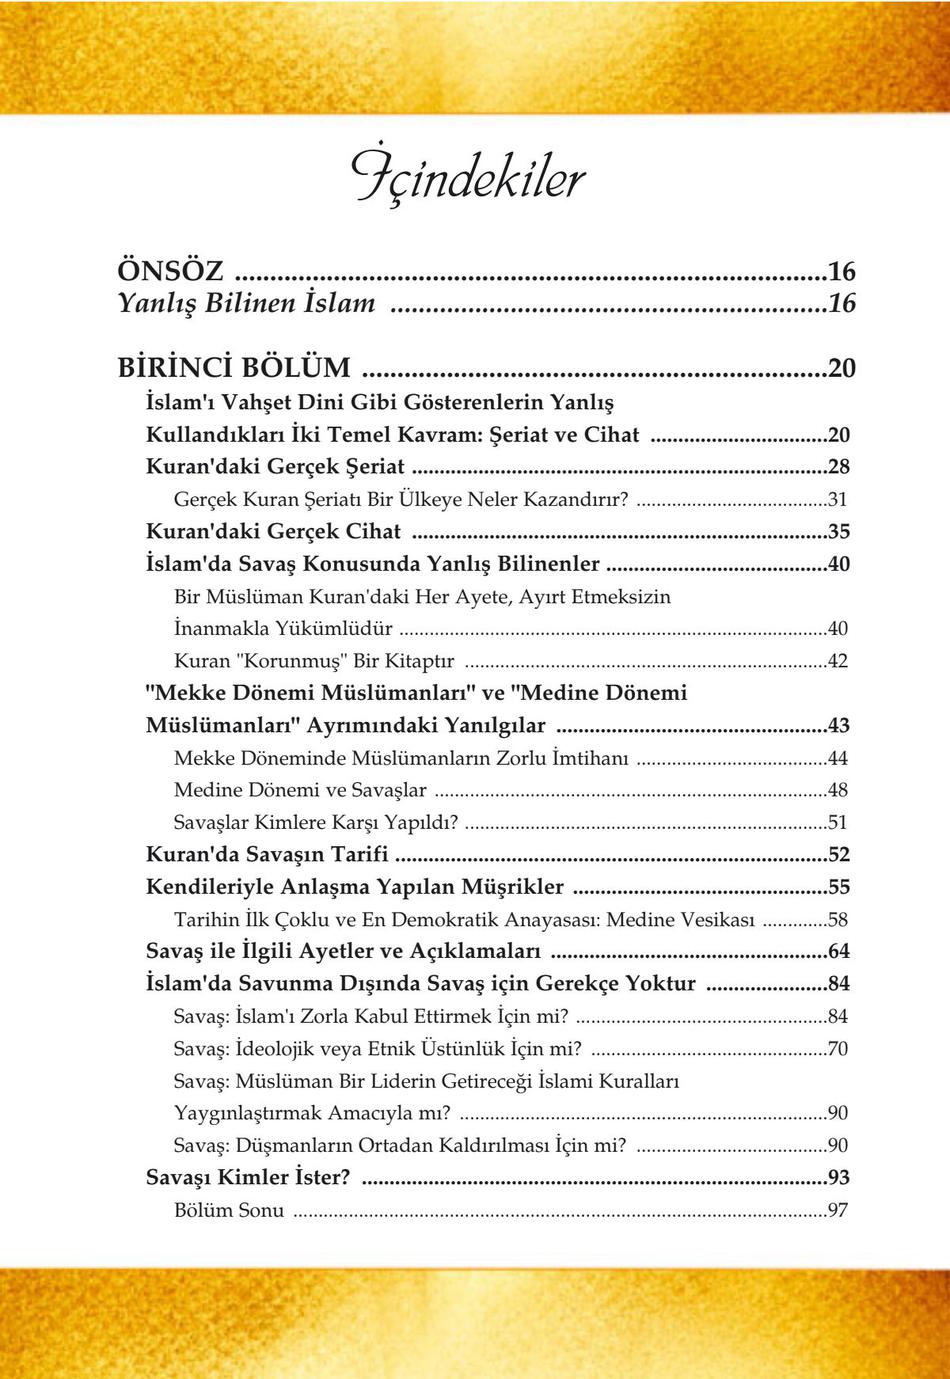 İçindekiler
ÖNSÖZ ....................................................................................16
Yanlış Bilinen İslam ..............................................................16
BİRİNCİ BÖLÜM ..................................................................20
İslam'ı Vahşet Dini Gibi Gösterenlerin Yanlış
Kullandıkları İki Temel Kavram: Şeriat ve Cihat .................................20
Kuran'daki Gerçek Şeriat .............................................................................28
Gerçek Kuran Şeriatı Bir Ülkeye Neler Kazandırır? ......................................31
Kuran'daki Gerçek Cihat .............................................................................35
İslam'da Savaş Konusunda Yanlış Bilinenler .........................................40
Bir Müslüman Kuran'daki Her Ayete, Ayırt Etmeksizin
İnanmakla Yükümlüdür .....................................................................................40
Kuran "Korunmuş" Bir Kitaptır ........................................................................42
"Mekke Dönemi Müslümanları" ve "Medine Dönemi
Müslümanları" Ayrımındaki Yanılgılar ..................................................43
Mekke Döneminde Müslümanların Zorlu İmtihanı ......................................44
Medine Dönemi ve Savaşlar ..............................................................................48
Savaşlar Kimlere Karşı Yapıldı? ........................................................................51
Kuran'da Savaşın Tarifi ................................................................................52
Kendileriyle Anlaşma Yapılan Müşrikler ...............................................55
Tarihin İlk Çoklu ve En Demokratik Anayasası: Medine Vesikası .............58
Savaş ile İlgili Ayetler ve Açıklamaları ...................................................64
İslam'da Savunma Dışında Savaş için Gerekçe Yoktur ......................84
Savaş: İslam'ı Zorla Kabul Ettirmek İçin mi? ..................................................84
Savaş: İdeolojik veya Etnik Üstünlük İçin mi? ...............................................70
Savaş: Müslüman Bir Liderin Getireceği İslami Kuralları
Yaygınlaştırmak Amacıyla mı? .........................................................................90
Savaş: Düşmanların Ortadan Kaldırılması İçin mi? ......................................90
Savaşı Kimler İster? ......................................................................................93
Bölüm Sonu ..........................................................................................................97